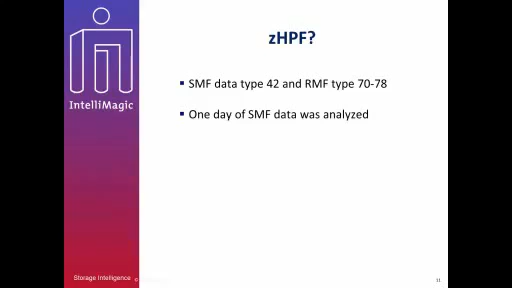 zHPF?
SMF data type 42 and RMF type 70-78
One day of SMF data was analyzed
IntelliMagic
Storage Intelligence
11